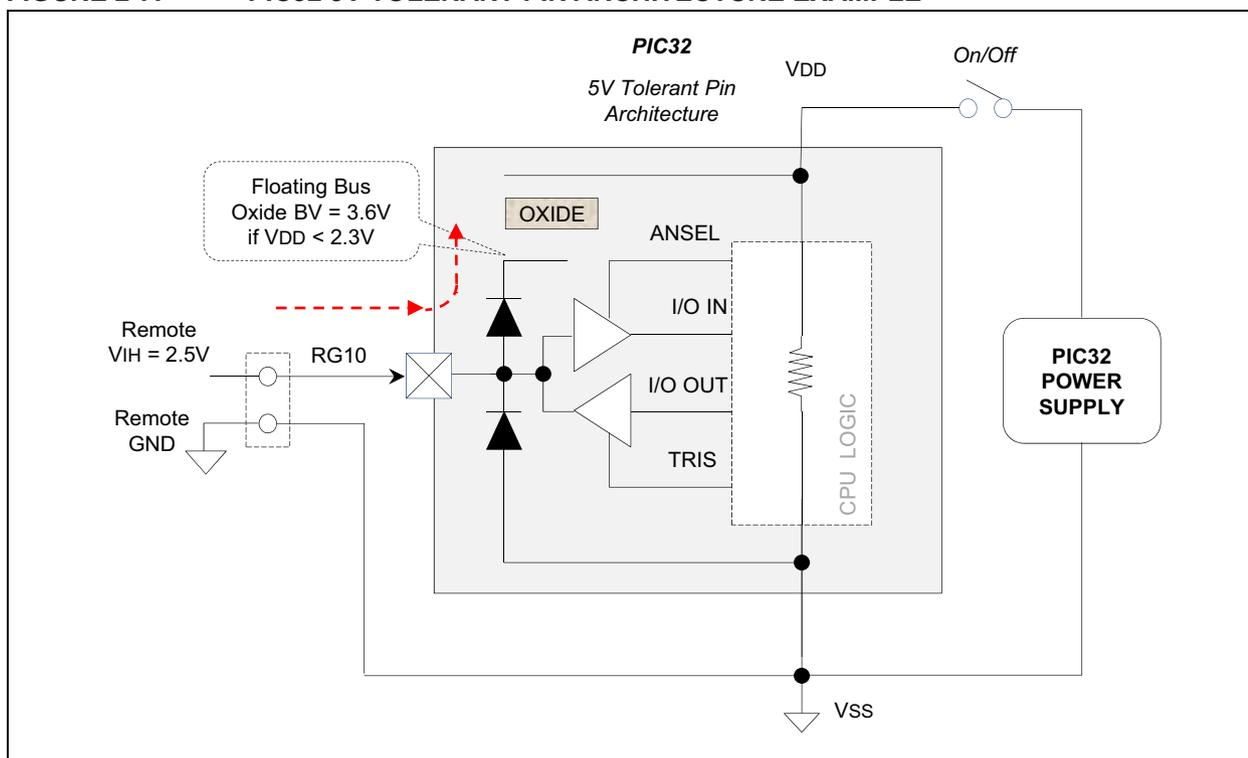 PIC32
5V Tolerant Pin
Architecture
VDD
On/Off
Floating Bus
Oxide BV = 3.6V
if VDD < 2.3V
OXIDE
ANSEL
I/O IN
Remote
VIH = 2.5V
RG10
I/O OUT
Remote
GND
TRIS
CPU LOGIC
PIC32
POWER
SUPPLY
VSS